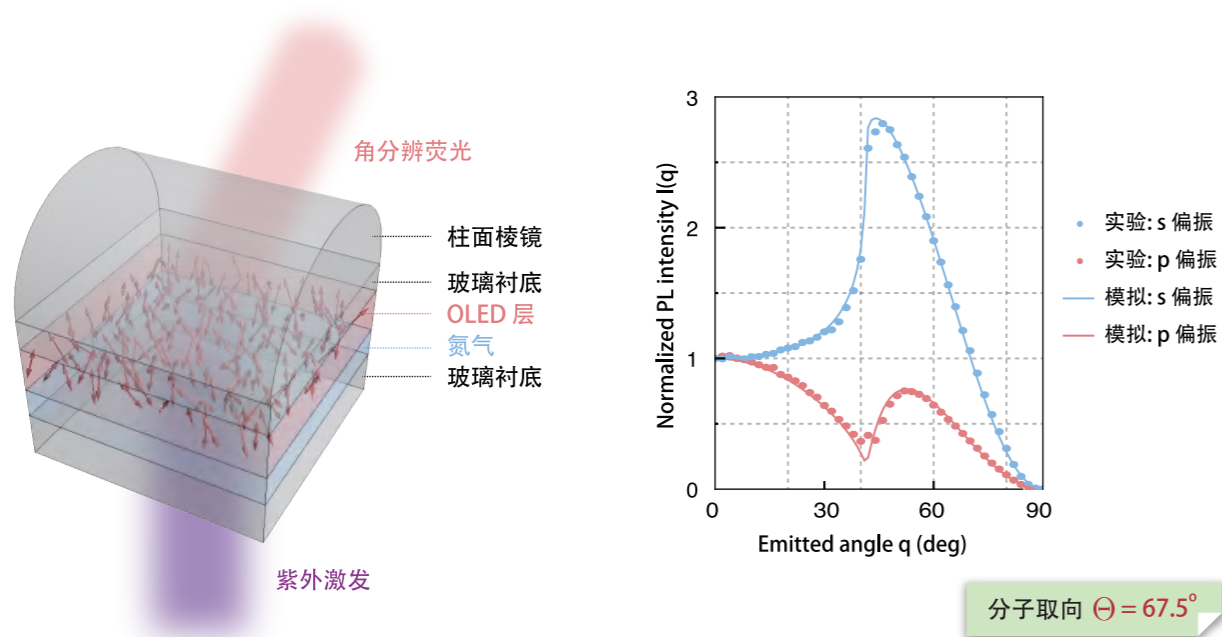 角分辨荧光
柱面棱镜
玻璃衬底
OLED 层
氮气
玻璃衬底
紫外激发
3
2
1
0
Normalized PL intensity I(q)
0
30
60
90
Emitted angle q (deg)
实验: s 偏振
实验: p 偏振
模拟: s 偏振
模拟: p 偏振
分子取向 Θ = 67.5°